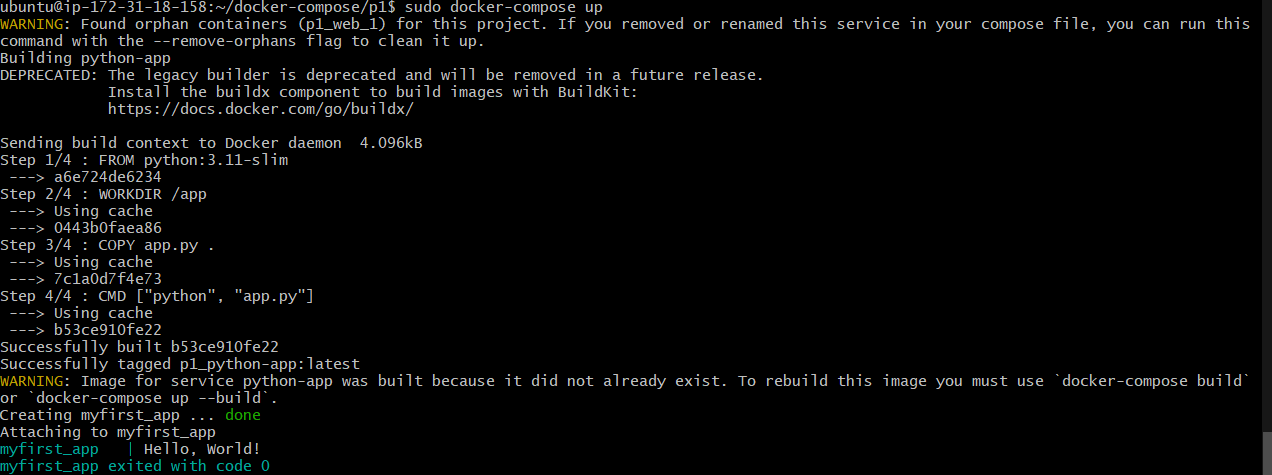 ubuntu@ip-172-31-18-158:~/docker-compose/p1$ sudo docker-compose up
WARNING: Found orphan containers (p1_web_1) for this project. If you removed or renamed this service in your compose file, you can run this
command with the --remove-orphans flag to clean it up.
Building python-app
DEPRECATED: The legacy builder is deprecated and will be removed in a future release.
            Install the buildx component to build images with BuildKit:
            https://docs.docker.com/go/buildx/

Sending build context to Docker daemon  4.096kB
Step 1/4 : FROM python:3.11-slim
 ---> a6e724de6234
Step 2/4 : WORKDIR /app
 ---> Using cache
 ---> 0443b0faea86
Step 3/4 : COPY app.py .
 ---> Using cache
 ---> 7c1a0d7f4e73
Step 4/4 : CMD ["python", "app.py"]
 ---> Using cache
 ---> b53ce910fe22
Successfully built b53ce910fe22
Successfully tagged p1_python-app:latest
WARNING: Image for service python-app was built because it did not already exist. To rebuild this image you must use `docker-compose build`
or `docker-compose up --build`.
Creating myfirst_app ... done
Attaching to myfirst_app
myfirst_app   | Hello, World!
myfirst_app exited with code 0